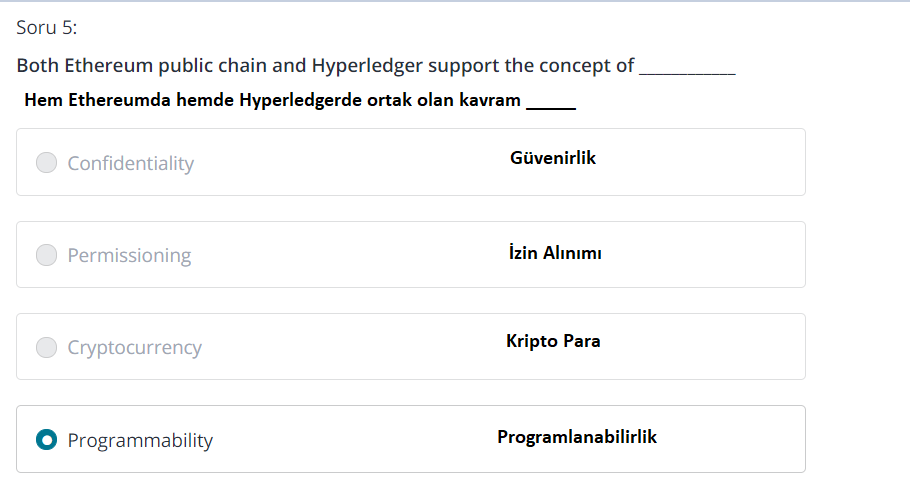 Soru 5:
Both Ethereum public chain and Hyperledger support the concept of ____________
Hem Ethereumda hemde Hyperledgerde ortak olan kavram _____
Confidentiality Güvenirlik
Permissioning İzin Alınımı
Cryptocurrency Kripto Para
Programmability Programlanabilirlik